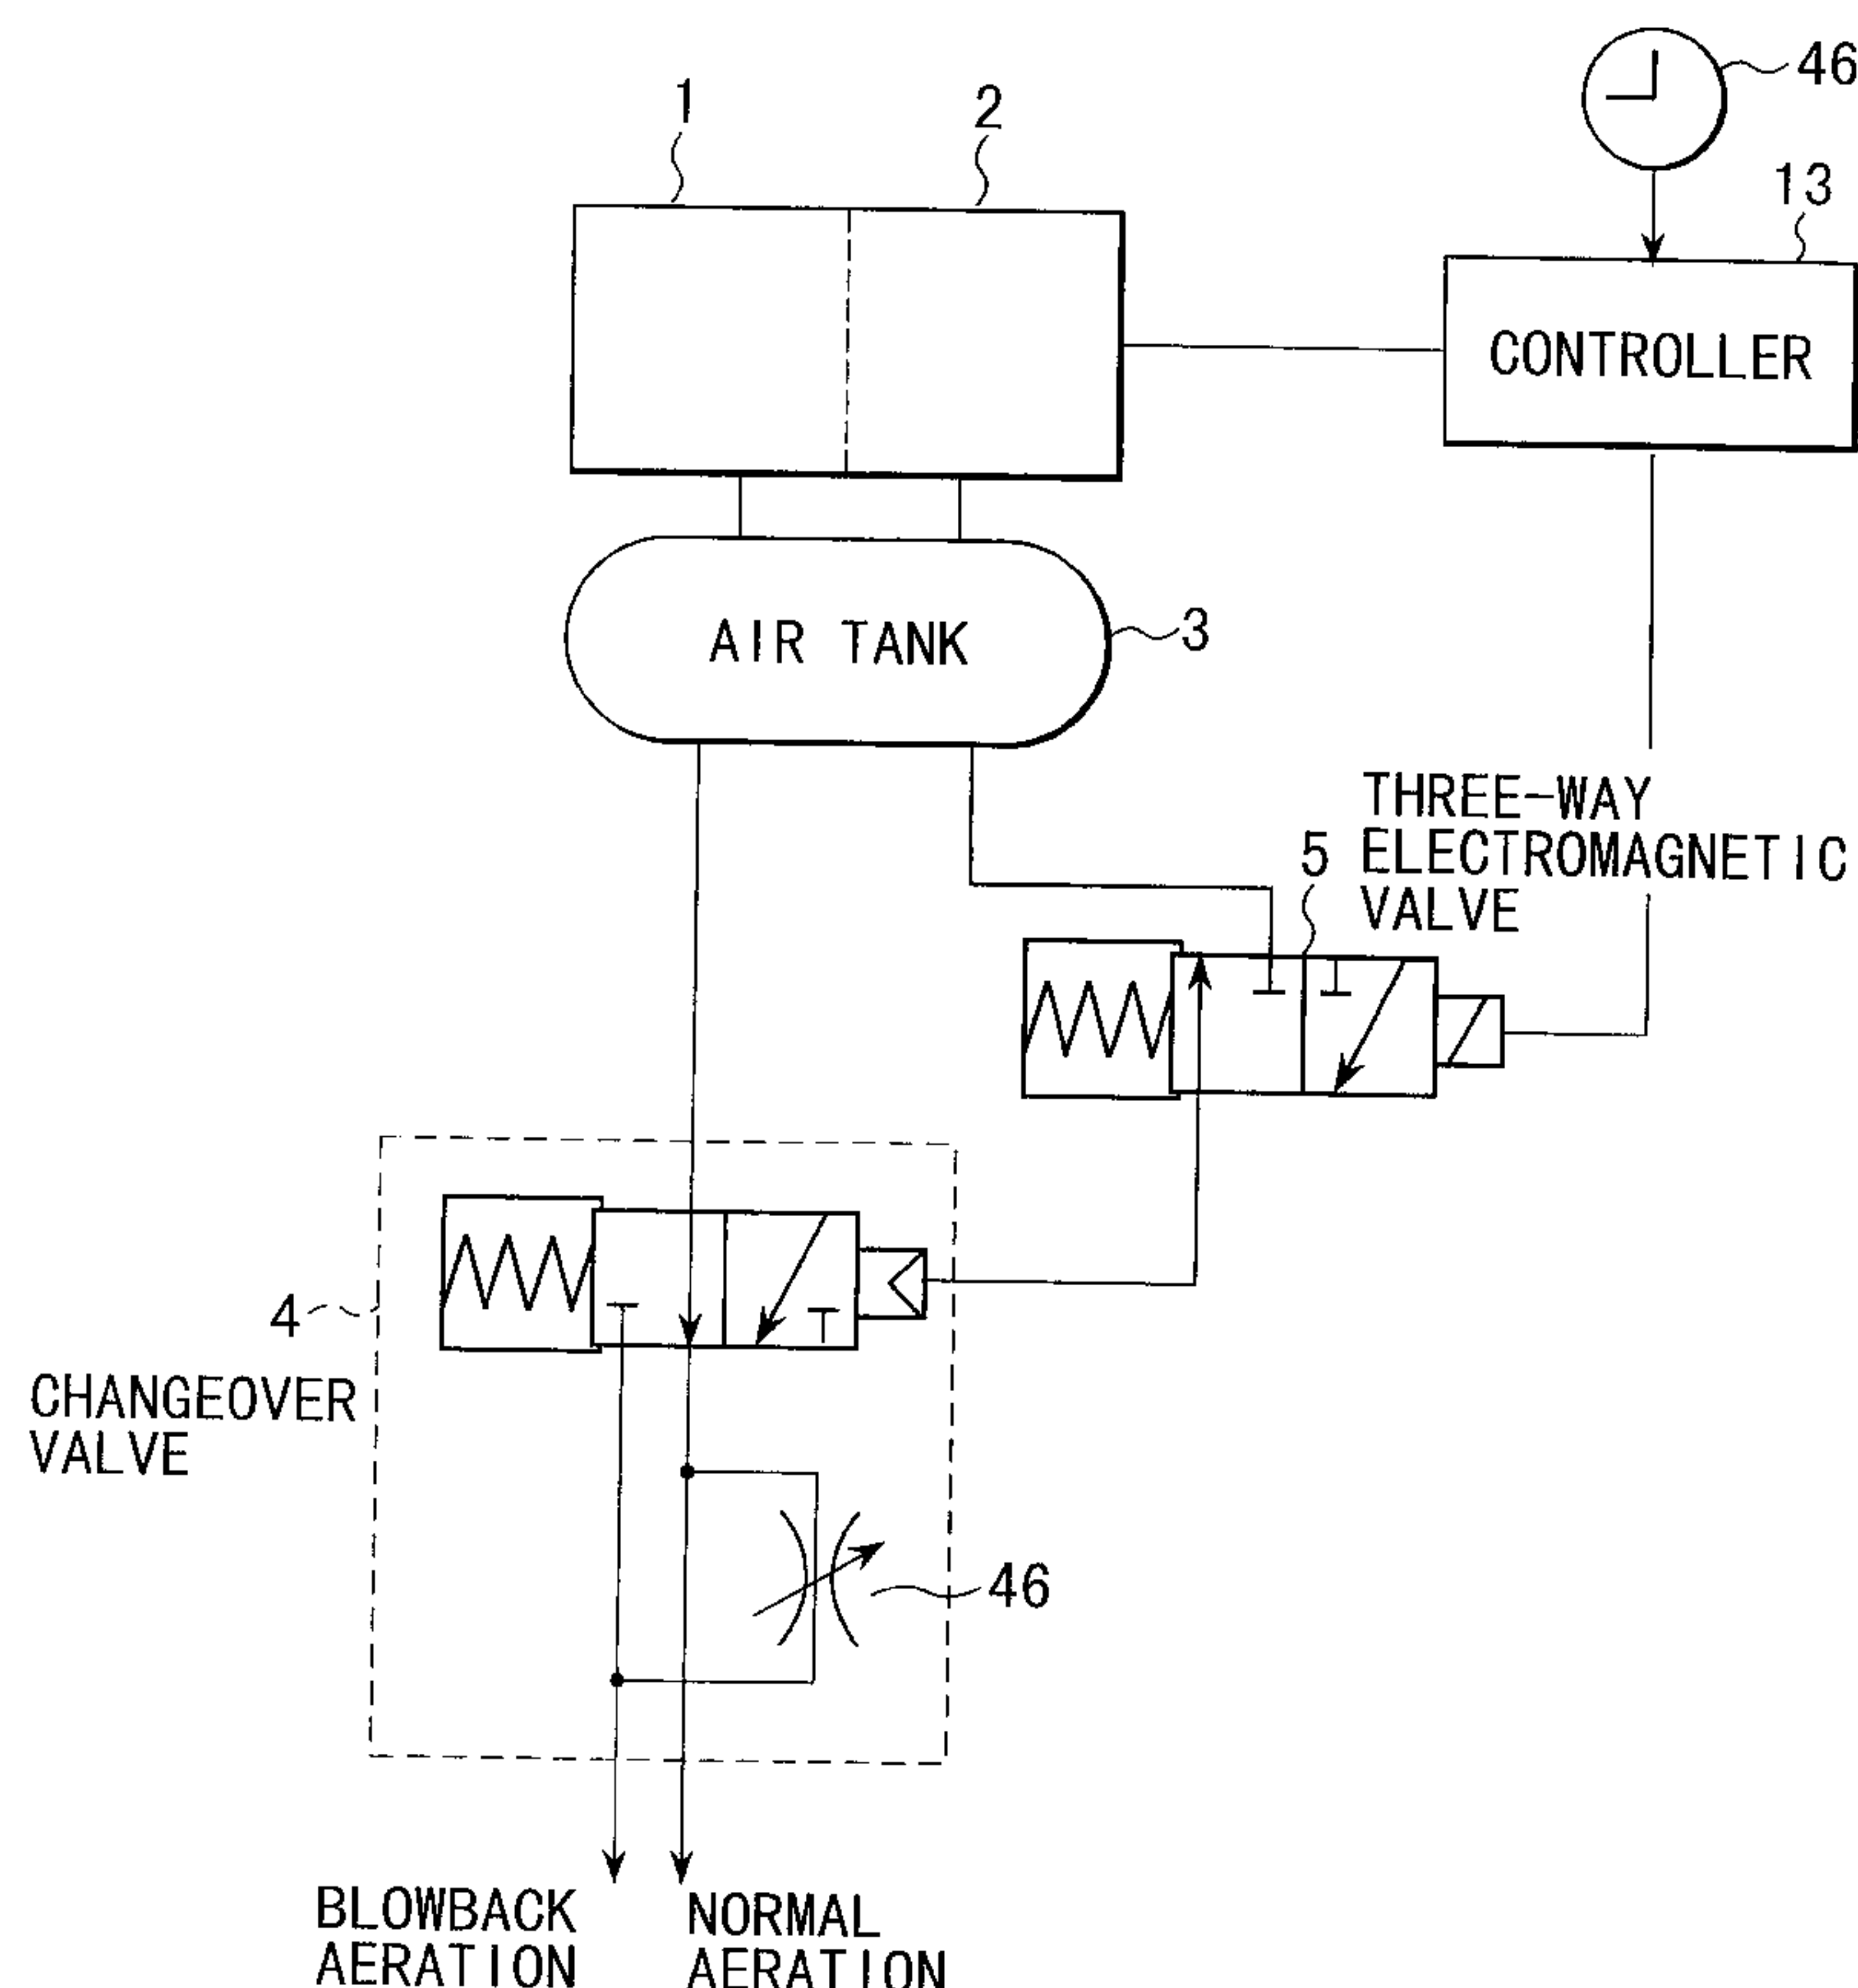 46
1
2
13
CONTROLLER
AIR TANK
3
THREE-WAY
5 ELECTROMAGNETIC
VALVE
4
CHANGEOVER
VALVE
46
BLOWBACK
AERATION
NORMAL
AERATION